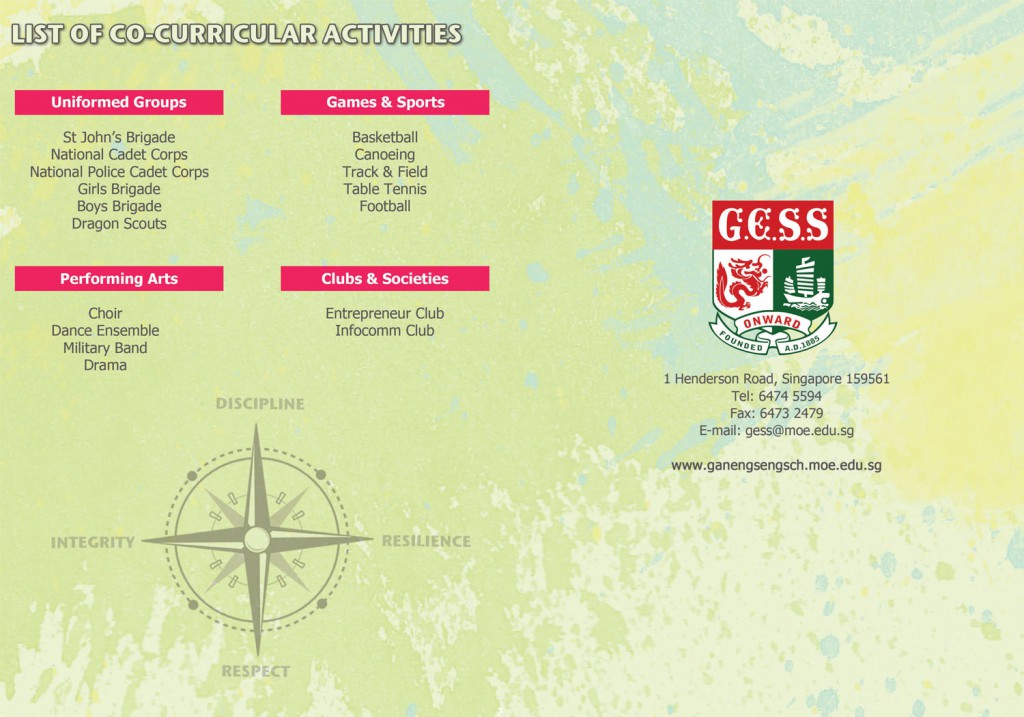 LIST OF CO-CURRICULAR ACTIVITIES
Uniformed Groups
St John's Brigade
National Cadet Corps
National Police Cadet Corps
Girls Brigade
Boys Brigade
Dragon Scouts
Games & Sports
Basketball
Canoeing
Track & Field
Table Tennis
Football
Performing Arts
Choir
Dance Ensemble
Military Band
Drama
Clubs & Societies
Entrepreneur Club
Infocomm Club
DISCIPLINE
INTEGRITY
RESILIENCE
RESPECT
G.E.S.S
ONWARD
FOUNDED A.D.1885
1 Henderson Road, Singapore 159561
Tel: 6474 5594
Fax: 6473 2479
E-mail: gess@moe.edu.sg
www.ganengsengsch.moe.edu.sg